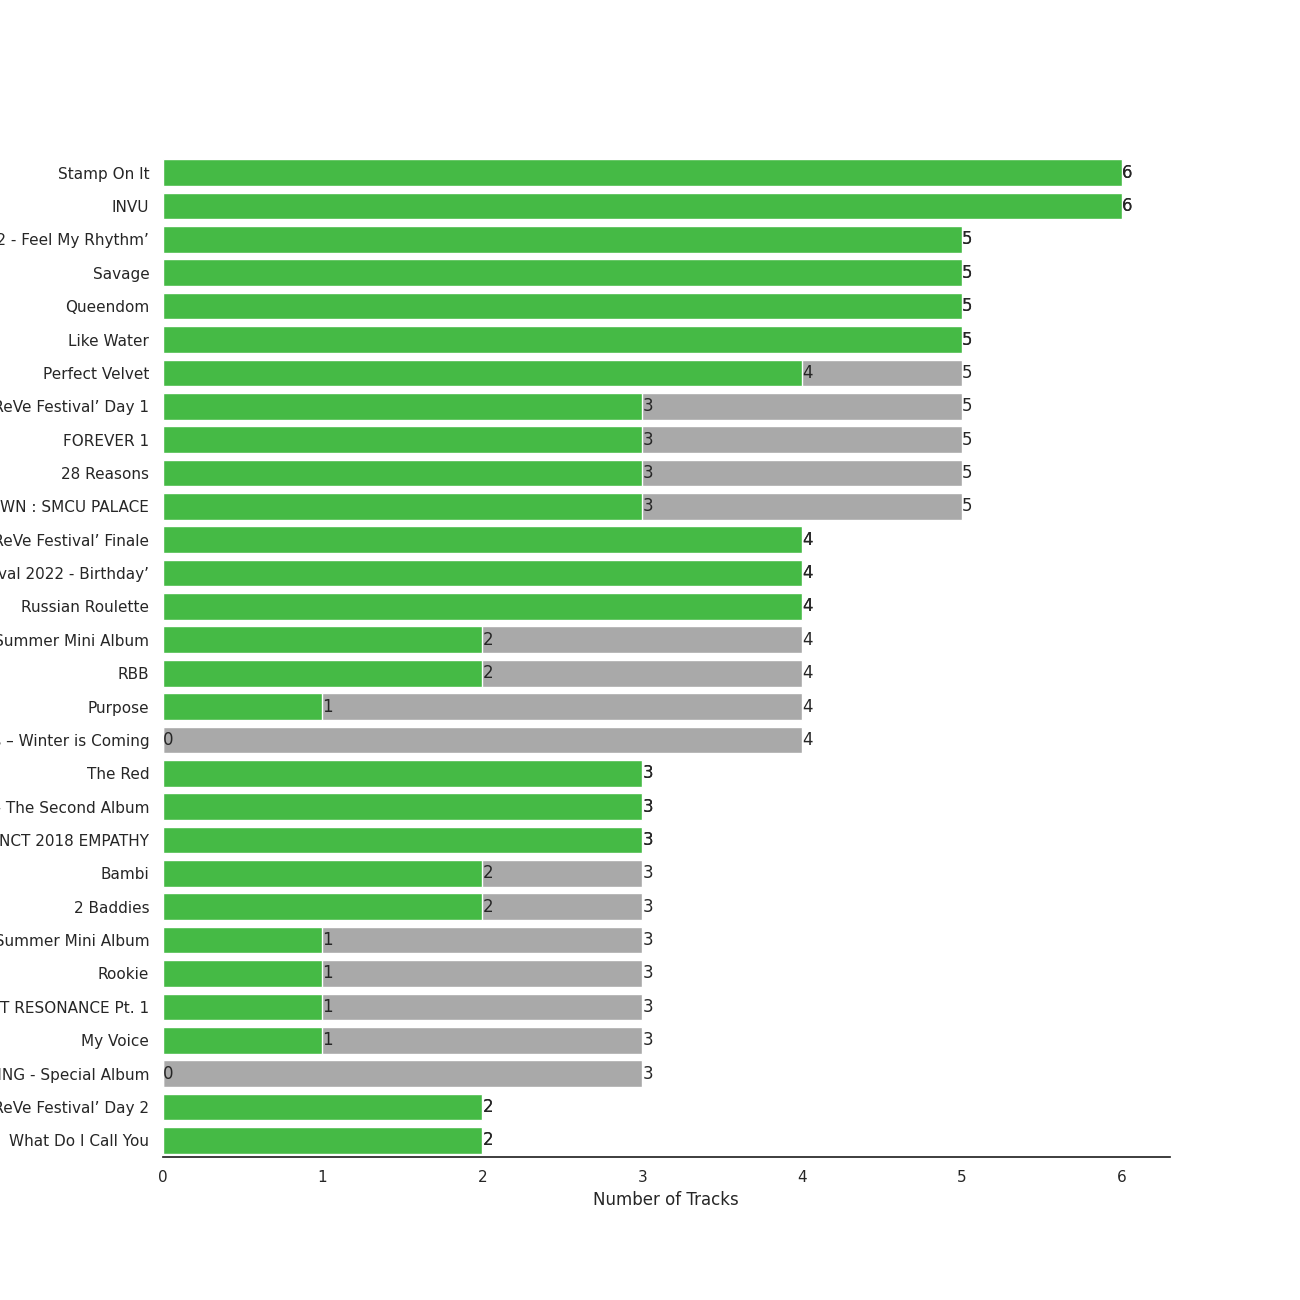 Stamp On It 6
INVU 6
2 - Feel My Rhythm’ 5
Savage 5
Queendom 5
Like Water 5
Perfect Velvet 4 5
ReVe Festival’ Day 1 3 5
FOREVER 1 3 5
28 Reasons 3 5
WN : SMCU PALACE 3 5
ReVe Festival’ Finale 4
val 2022 - Birthday’ 4
Russian Roulette 4
Summer Mini Album 2 4
RBB 2 4
Purpose 1 4
– Winter is Coming 0 4
The Red 3
The Second Album 3
NCT 2018 EMPATHY 3
Bambi 2 3
2 Baddies 2 3
Summer Mini Album 1 3
Rookie 1 3
T RESONANCE Pt. 1 1 3
My Voice 1 3
NG - Special Album 0 3
ReVe Festival’ Day 2 2
What Do I Call You 2
0 1 2 3 4 5 6
Number of Tracks